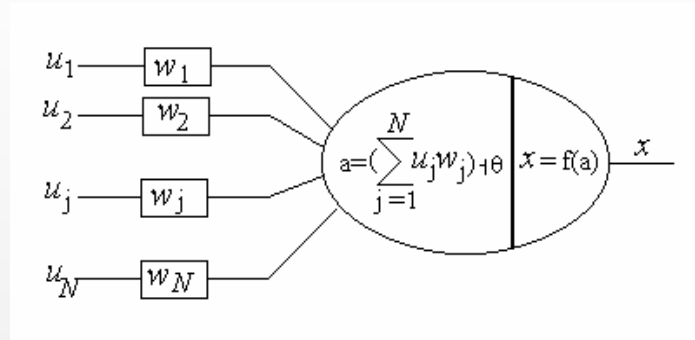 u1 w1
u2 w2
uj wj
uN wN
N
a=(∑ujwj)+θ
j=1
x=f(a)
x